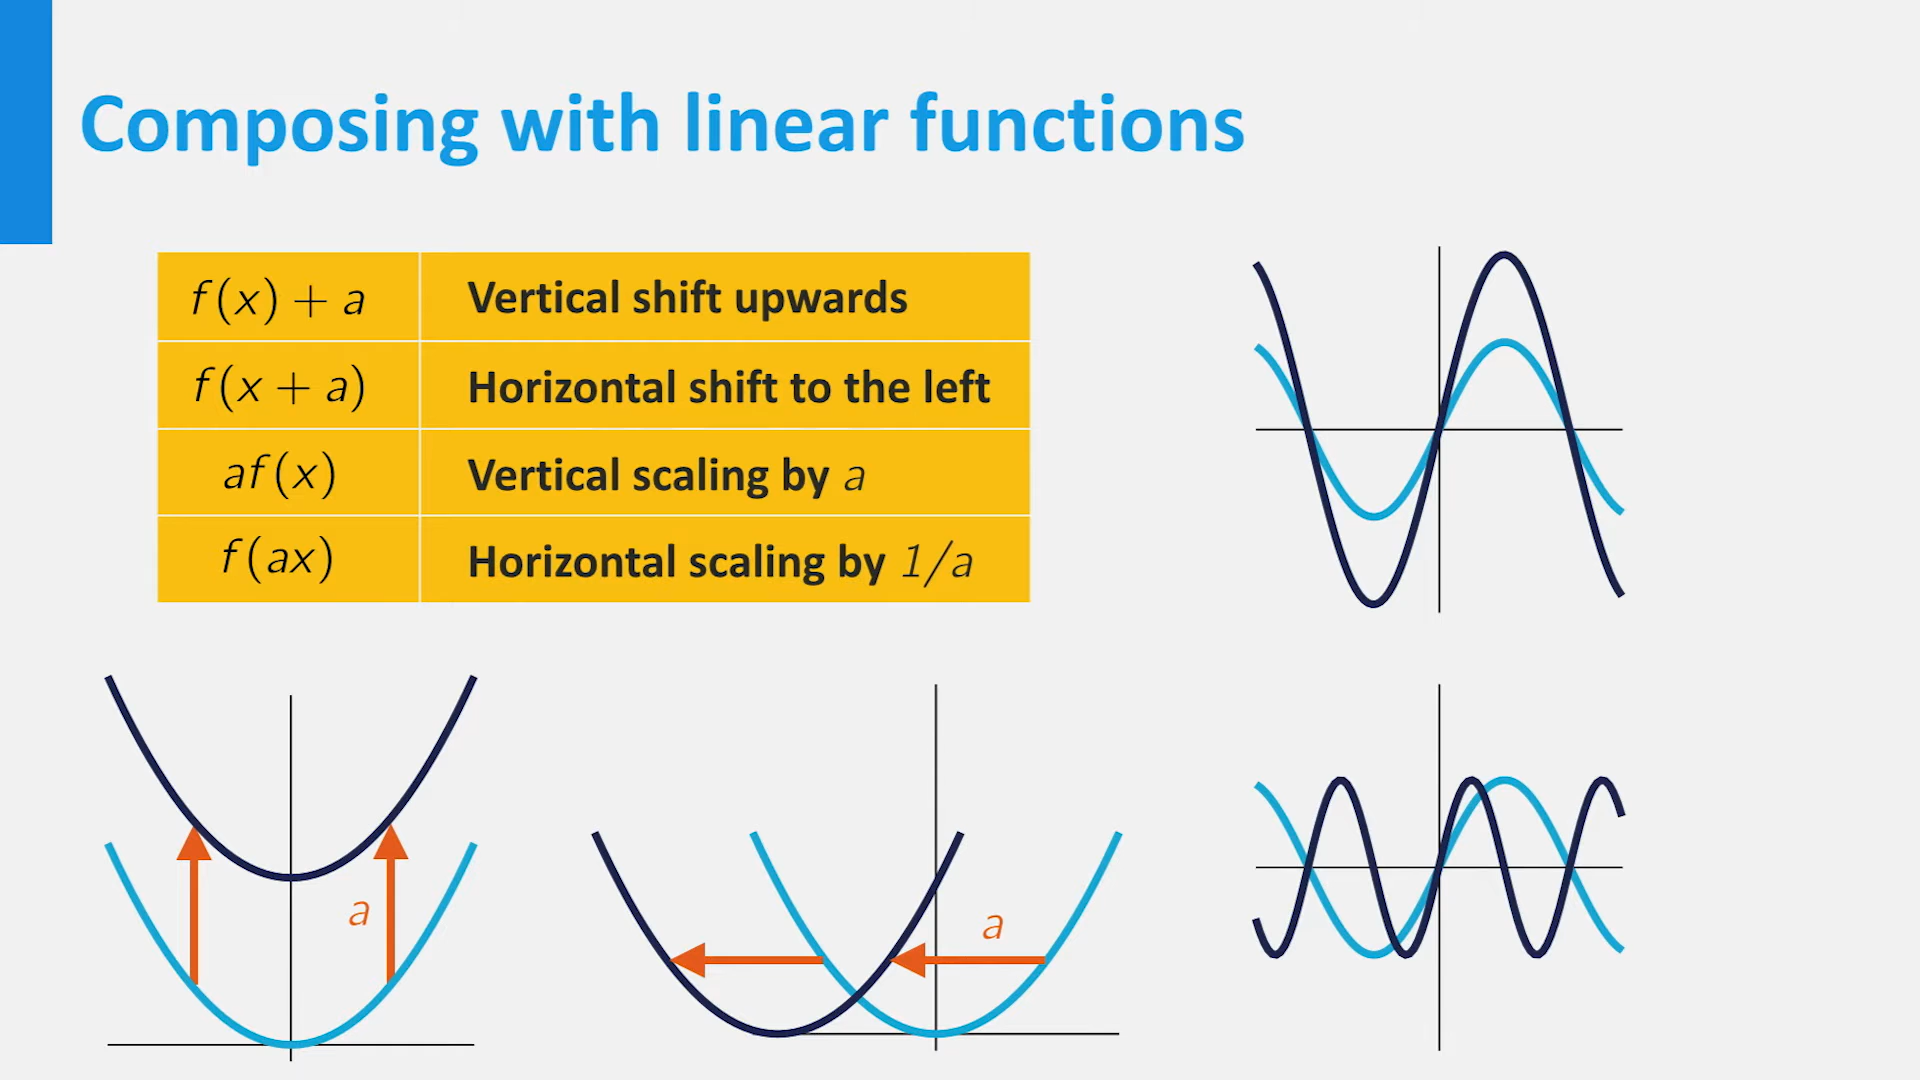 Composing with linear functions
f(x) + a Vertical shift upwards
f(x + a) Horizontal shift to the left
af(x) Vertical scaling by a
f(ax) Horizontal scaling by 1/a
a
a